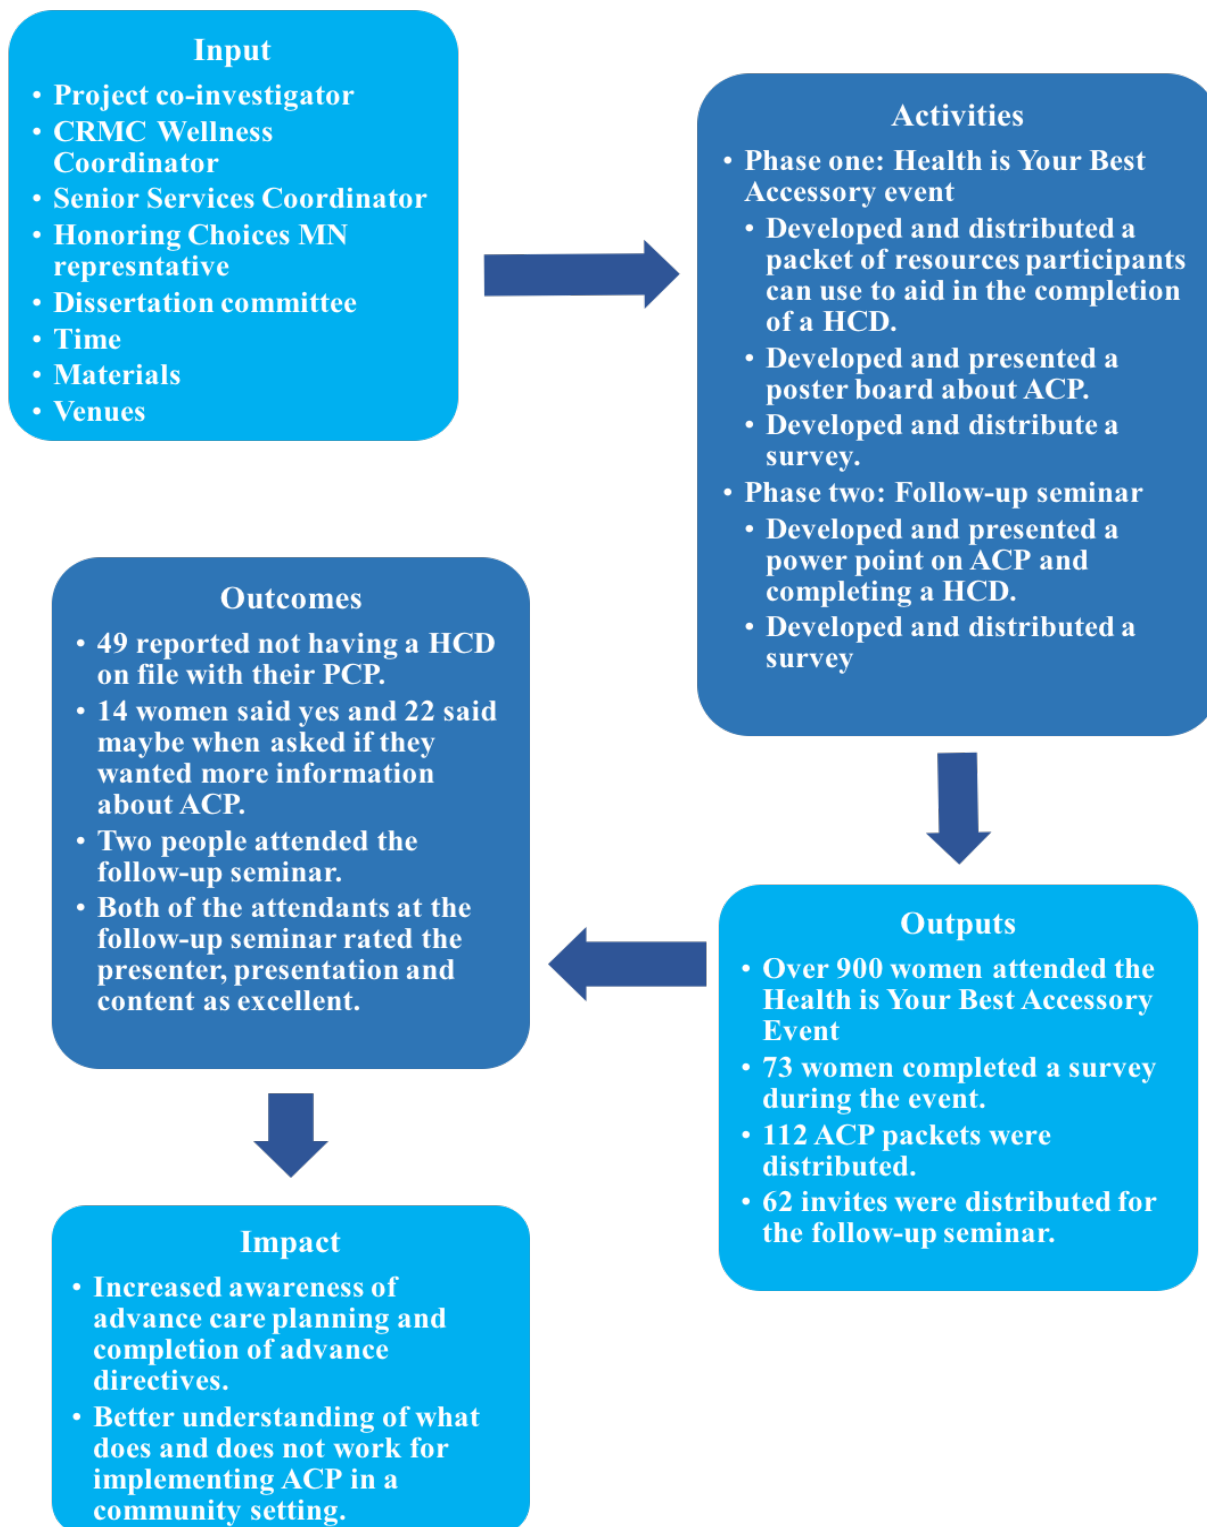 Input
• Project co-investigator
• CRMC Wellness
Coordinator
• Senior Services Coordinator
• Honoring Choices MN
represntative
• Dissertation committee
• Time
• Materials
• Venues
Activities
• Phase one: Health is Your Best
Accessory event
• Developed and distributed a
packet of resources participants
can use to aid in the completion
of a HCD.
• Developed and presented a
poster board about ACP.
• Developed and distribute a
survey.
• Phase two: Follow-up seminar
• Developed and presented a
power point on ACP and
completing a HCD.
• Developed and distributed a
survey
Outputs
• Over 900 women attended the
Health is Your Best Accessory
Event
• 73 women completed a survey
during the event.
• 112 ACP packets were
distributed.
• 62 invites were distributed for
the follow-up seminar.
Outcomes
• 49 reported not having a HCD
on file with their PCP.
• 14 women said yes and 22 said
maybe when asked if they
wanted more information
about ACP.
• Two people attended the
follow-up seminar.
• Both of the attendants at the
follow-up seminar rated the
presenter, presentation and
content as excellent.
Impact
• Increased awareness of
advance care planning and
completion of advance
directives.
• Better understanding of what
does and does not work for
implementing ACP in a
community setting.